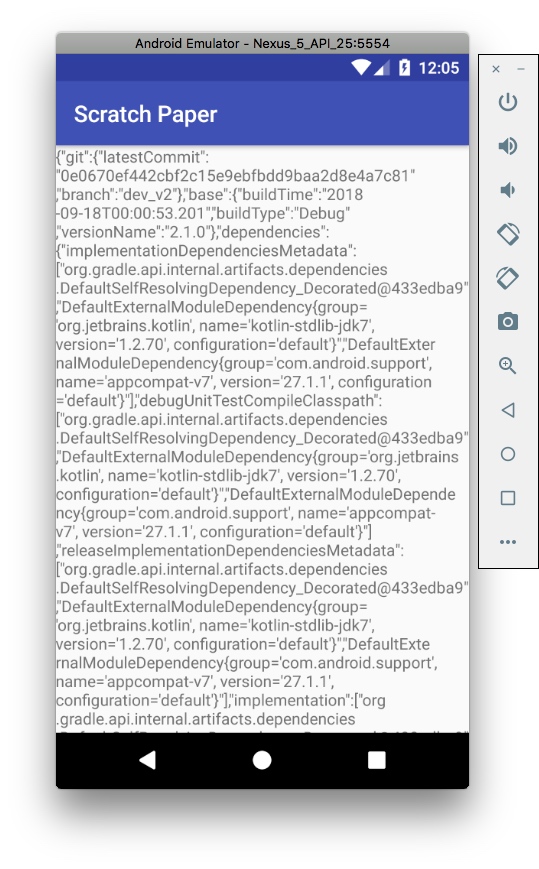 Android Emulator - Nexus_5_API_25:5554
12:05
Scratch Paper
{"git":{"latestCommit":
"0e0670ef442cbf2c15e9ebfbdd9baa2d8e4a7c81"
,"branch":"dev_v2"},"base":{"buildTime":"2018
-09-18T00:00:53.201","buildType":"Debug"
,"versionName":"2.1.0"},"dependencies":
{"implementationDependenciesMetadata":
["org.gradle.api.internal.artifacts.dependencies
.DefaultSelfResolvingDependency_Decorated@433edba9"
,"DefaultExternalModuleDependency{group=
'org.jetbrains.kotlin', name='kotlin-stdlib-jdk7',
version='1.2.70', configuration='default'}","DefaultExter
nalModuleDependency{group='com.android.support',
name='appcompat-v7', version='27.1.1', configuration
='default'}"],"debugUnitTestCompileClasspath":
["org.gradle.api.internal.artifacts.dependencies
.DefaultSelfResolvingDependency_Decorated@433edba9"
,"DefaultExternalModuleDependency{group='org.jetbrains
.kotlin', name='kotlin-stdlib-jdk7', version='1.2.70',
configuration='default'}","DefaultExternalModuleDepende
ncy{group='com.android.support', name='appcompat-
v7', version='27.1.1', configuration='default'}"]
,"releaseImplementationDependenciesMetadata":
["org.gradle.api.internal.artifacts.dependencies
.DefaultSelfResolvingDependency_Decorated@433edba9"
,"DefaultExternalModuleDependency{group=
'org.jetbrains.kotlin', name='kotlin-stdlib-jdk7',
version='1.2.70', configuration='default'}","DefaultExte
rnalModuleDependency{group='com.android.support',
name='appcompat-v7', version='27.1.1',
configuration='default'}"],"implementation":["org
.gradle.api.internal.artifacts.dependencies